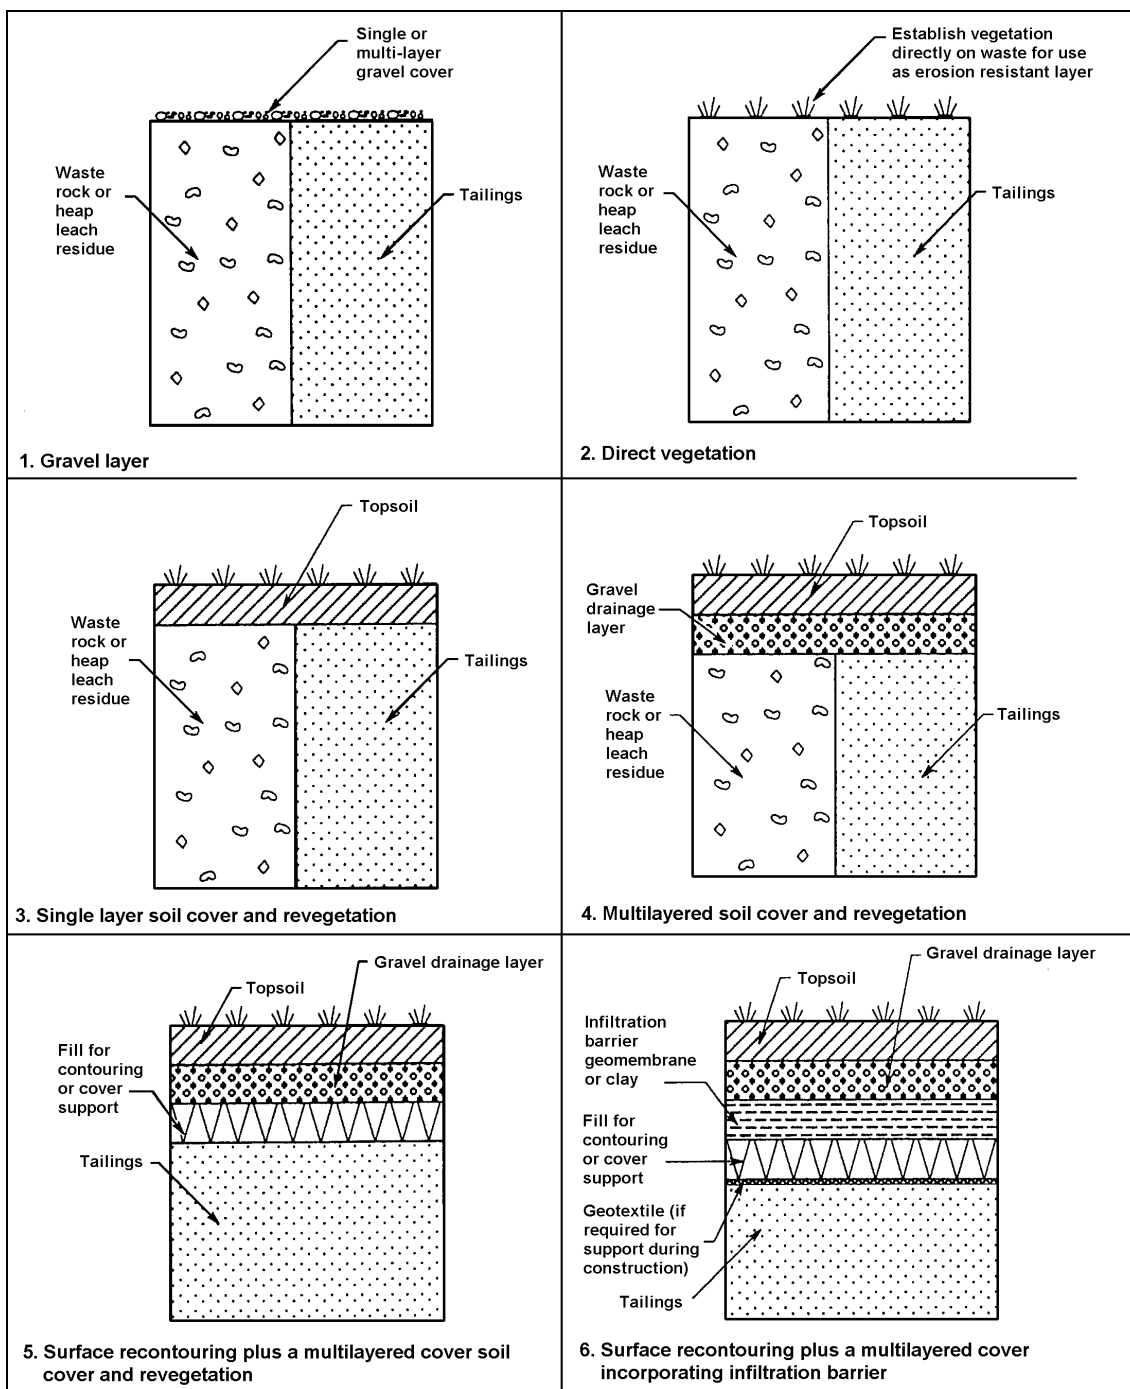 Single or
multi-layer
gravel cover
Waste
rock or
heap
leach
residue
Tailings
1. Gravel layer
Establish vegetation
directly on waste for use
as erosion resistant layer
Waste
rock or
heap
leach
residue
Tailings
2. Direct vegetation
Topsoil
Waste
rock or
heap
leach
residue
Tailings
3. Single layer soil cover and revegetation
Topsoil
Gravel
drainage
layer
Waste
rock or
heap
leach
residue
Tailings
4. Multilayered soil cover and revegetation
Gravel drainage layer
Topsoil
Fill for
contouring
or cover
support
Tailings
5. Surface recontouring plus a multilayered cover soil
cover and revegetation
Gravel drainage layer
Topsoil
Infiltration
barrier
geomembrane
or clay
Fill for
contouring
or cover
support
Geotextile (if
required for
support during
construction)
Tailings
6. Surface recontouring plus a multilayered cover
incorporating infiltration barrier